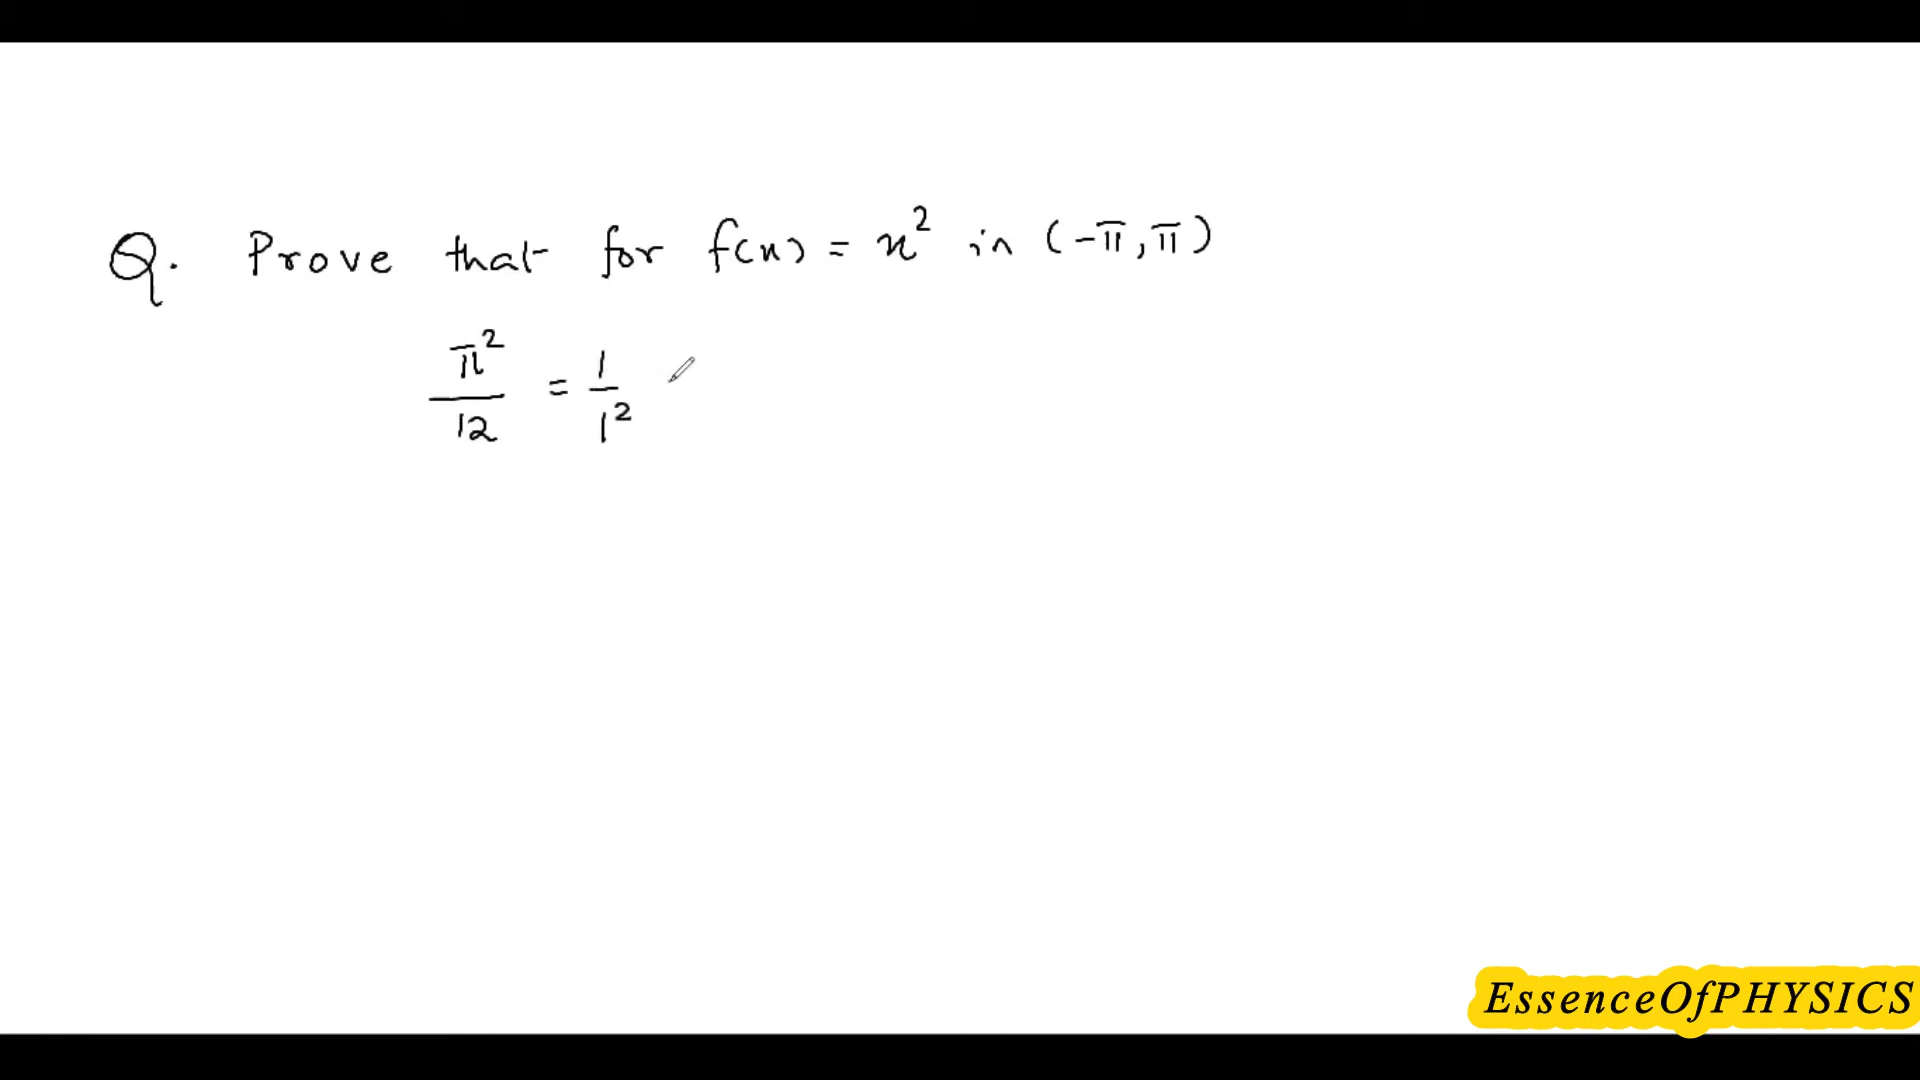 Q. Prove that for f(x) = x² in (-π, π)
π²/12 = 1/1²
EssenceOfPHYSICS